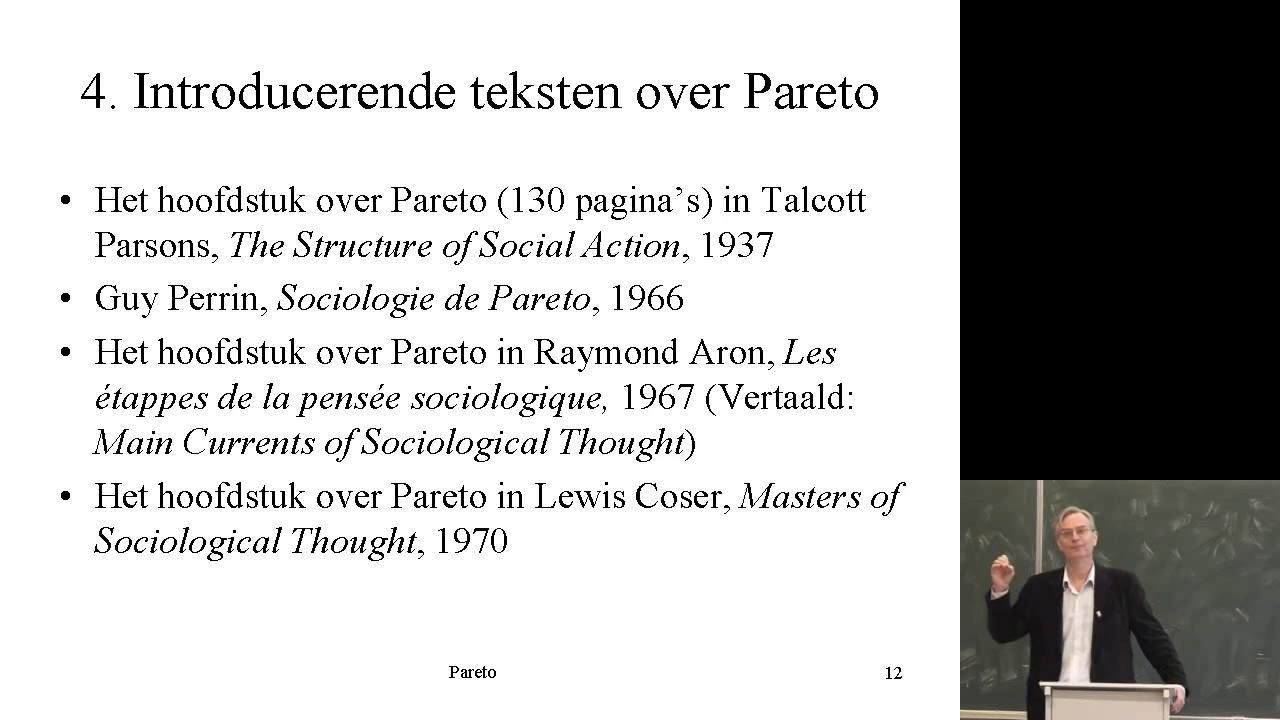 4. Introducerende teksten over Pareto
• Het hoofdstuk over Pareto (130 pagina’s) in Talcott
Parsons, The Structure of Social Action, 1937
• Guy Perrin, Sociologie de Pareto, 1966
• Het hoofdstuk over Pareto in Raymond Aron, Les
étappes de la pensée sociologique, 1967 (Vertaald:
Main Currents of Sociological Thought)
• Het hoofdstuk over Pareto in Lewis Coser, Masters of
Sociological Thought, 1970
Pareto
12